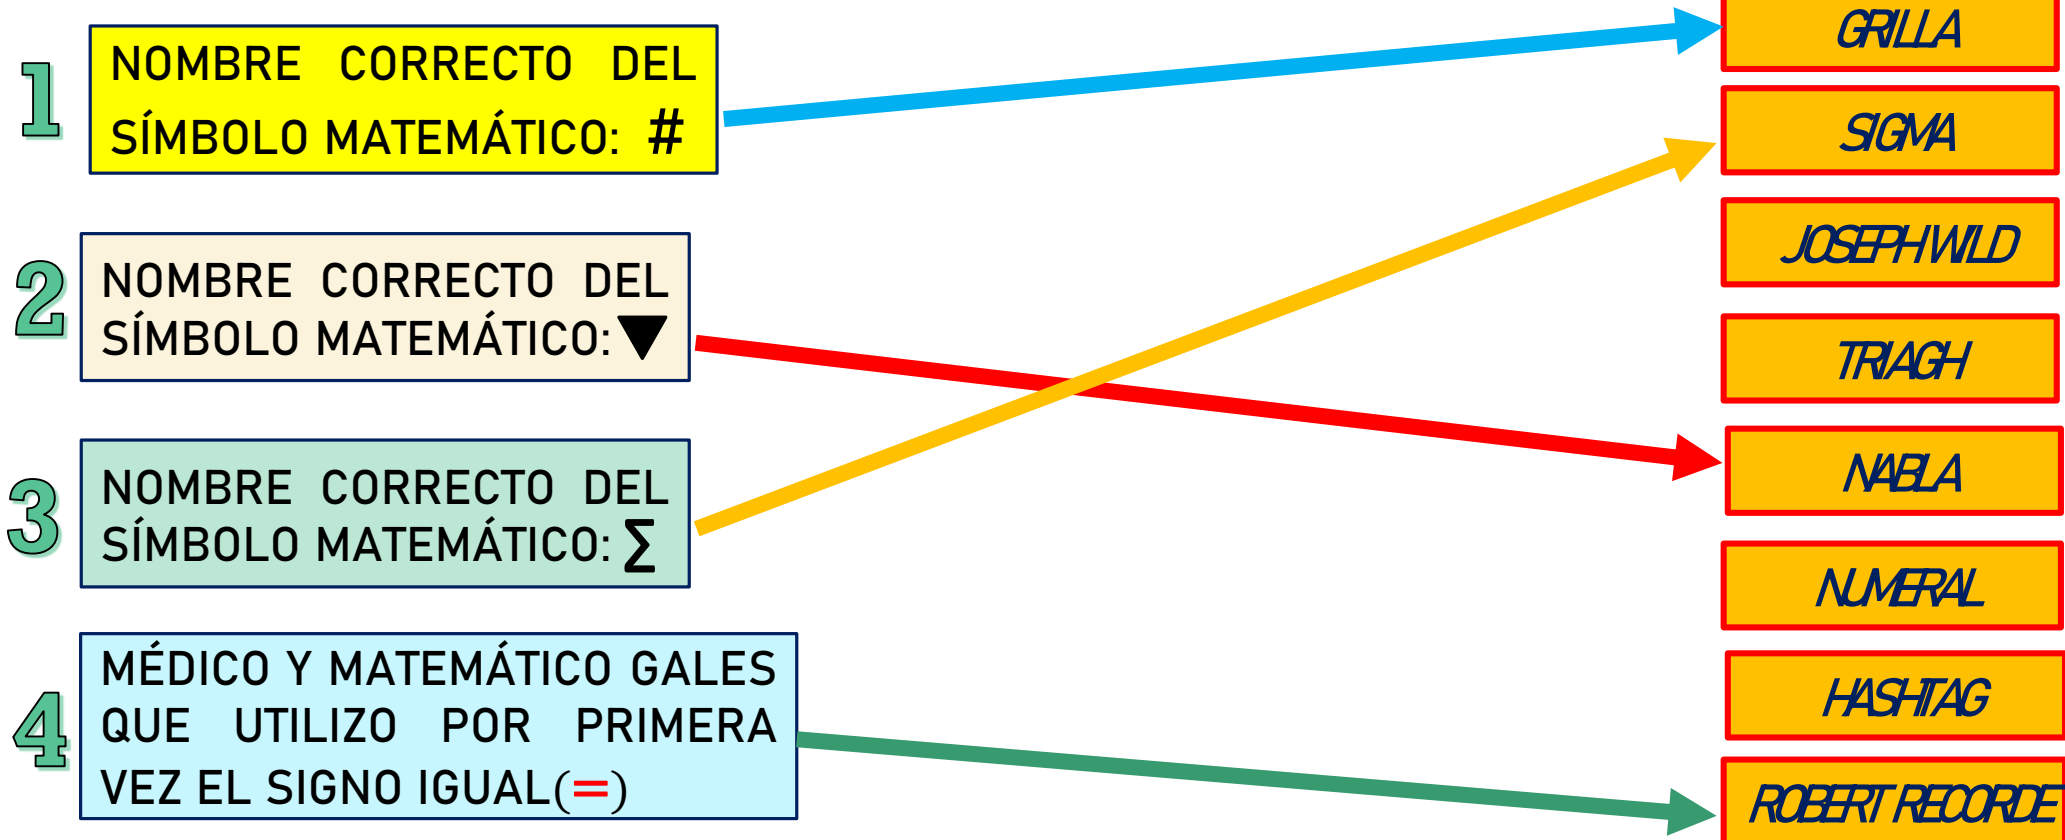 1
NOMBRE CORRECTO DEL
SÍMBOLO MATEMÁTICO: #
2
NOMBRE CORRECTO DEL
SÍMBOLO MATEMÁTICO:▼
3
NOMBRE CORRECTO DEL
SÍMBOLO MATEMÁTICO:∑
4
MÉDICO Y MATEMÁTICO GALES
QUE UTILIZO POR PRIMERA
VEZ EL SIGNO IGUAL(=)
GRILLA
SIGMA
JOSEPH WILD
TRIAGH
NABLA
NUMERAL
HASHTAG
ROBERT RECORDE